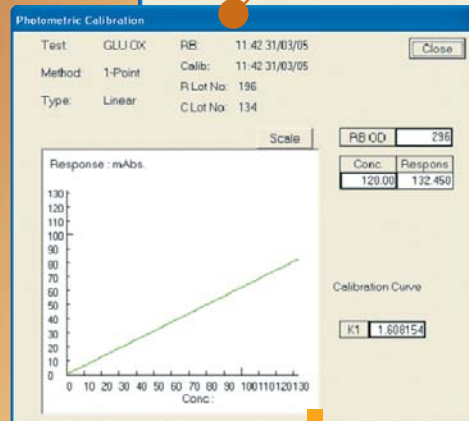 Photometric Calibration
Test: GLU OX RB: 11:42 31/03/05 Close
Method: 1-Point Calib: 11:42 31/03/05
R Lot No: 196
Type: Linear C Lot No: 134
Scale RB OD 296
Response : mAbs. Conc. Respons
120.00 132.450
130
120
110
100
90
80
70
60
50
40
30
20
10
0
0 10 20 30 40 50 60 70 80 90 100 110 120 130
Conc :
Calibration Curve
K1 1.608154